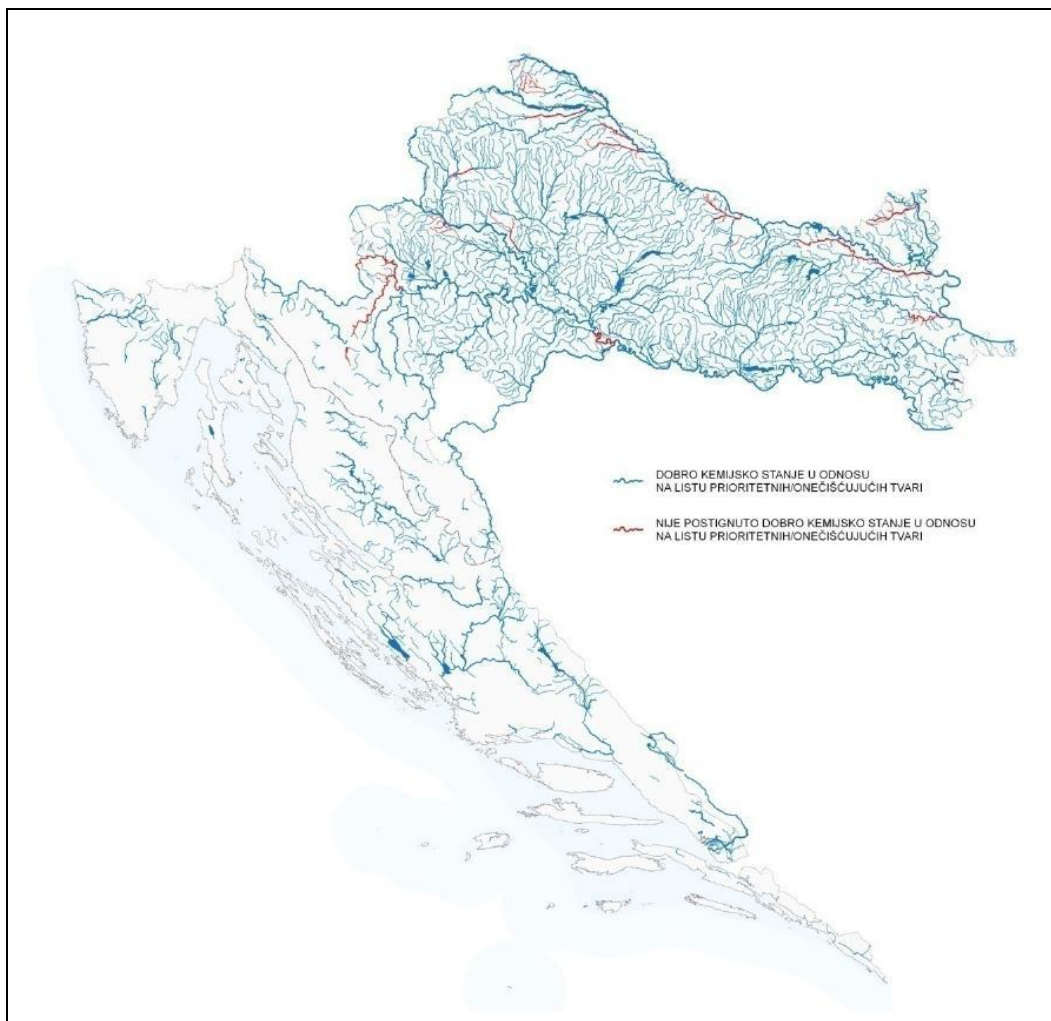 DOBRO KEMIJSKO STANJE U ODNOSU
NA LISTU PRIORITETNIH/ONEČIŠĆUJUĆIH TVARI
NIJE POSTIGNUTO DOBRO KEMIJSKO STANJE U ODNOSU
NA LISTU PRIORITETNIH/ONEČIŠĆUJUĆIH TVARI